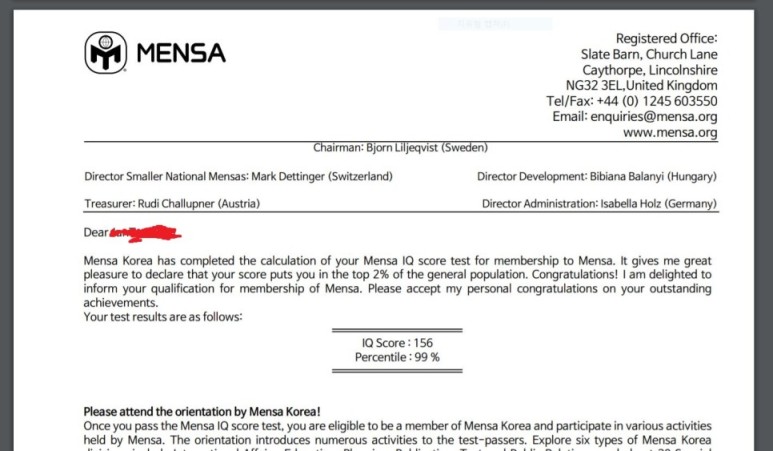 MENSA
Registered Office:
Slate Barn, Church Lane
Caythorpe, Lincolnshire
NG32 3EL,United Kingdom
Tel/Fax: +44 (0) 1245 603550
Email: enquiries@mensa.org
www.mensa.org
Chairman: Bjorn Liljeqvist (Sweden)
Director Smaller National Mensas: Mark Dettinger (Switzerland)
Director Development: Bibiana Balanyi (Hungary)
Treasurer: Rudi Challupner (Austria)
Director Administration: Isabella Holz (Germany)
Dear
Mensa Korea has completed the calculation of your Mensa IQ score test for membership to Mensa. It gives me great
pleasure to declare that your score puts you in the top 2% of the general population. Congratulations! I am delighted to
inform your qualification for membership of Mensa. Please accept my personal congratulations on your outstanding
achievements.
Your test results are as follows:
IQ Score : 156
Percentile : 99 %
Please attend the orientation by Mensa Korea!
Once you pass the Mensa IQ score test, you are eligible to be a member of Mensa Korea and participate in various activities
held by Mensa. The orientation introduces numerous activities to the test-passers. Explore six types of Mensa Korea